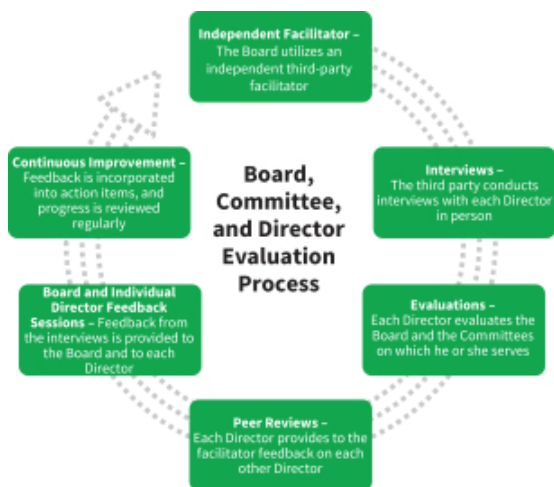 Independent Facilitator –
The Board utilizes an
independent third-party
facilitator
Interviews –
The third party conducts
interviews with each Director
in person
Evaluations –
Each Director evaluates the
Board and the Committees
on which he or she serves
Peer Reviews –
Each Director provides to the
facilitator feedback on each
other Director
Board and Individual
Director Feedback
Sessions – Feedback from
the interviews is provided to
the Board and to each
Director
Continuous Improvement –
Feedback is incorporated
into action items, and
progress is reviewed
regularly
Board,
Committee,
and Director
Evaluation
Process